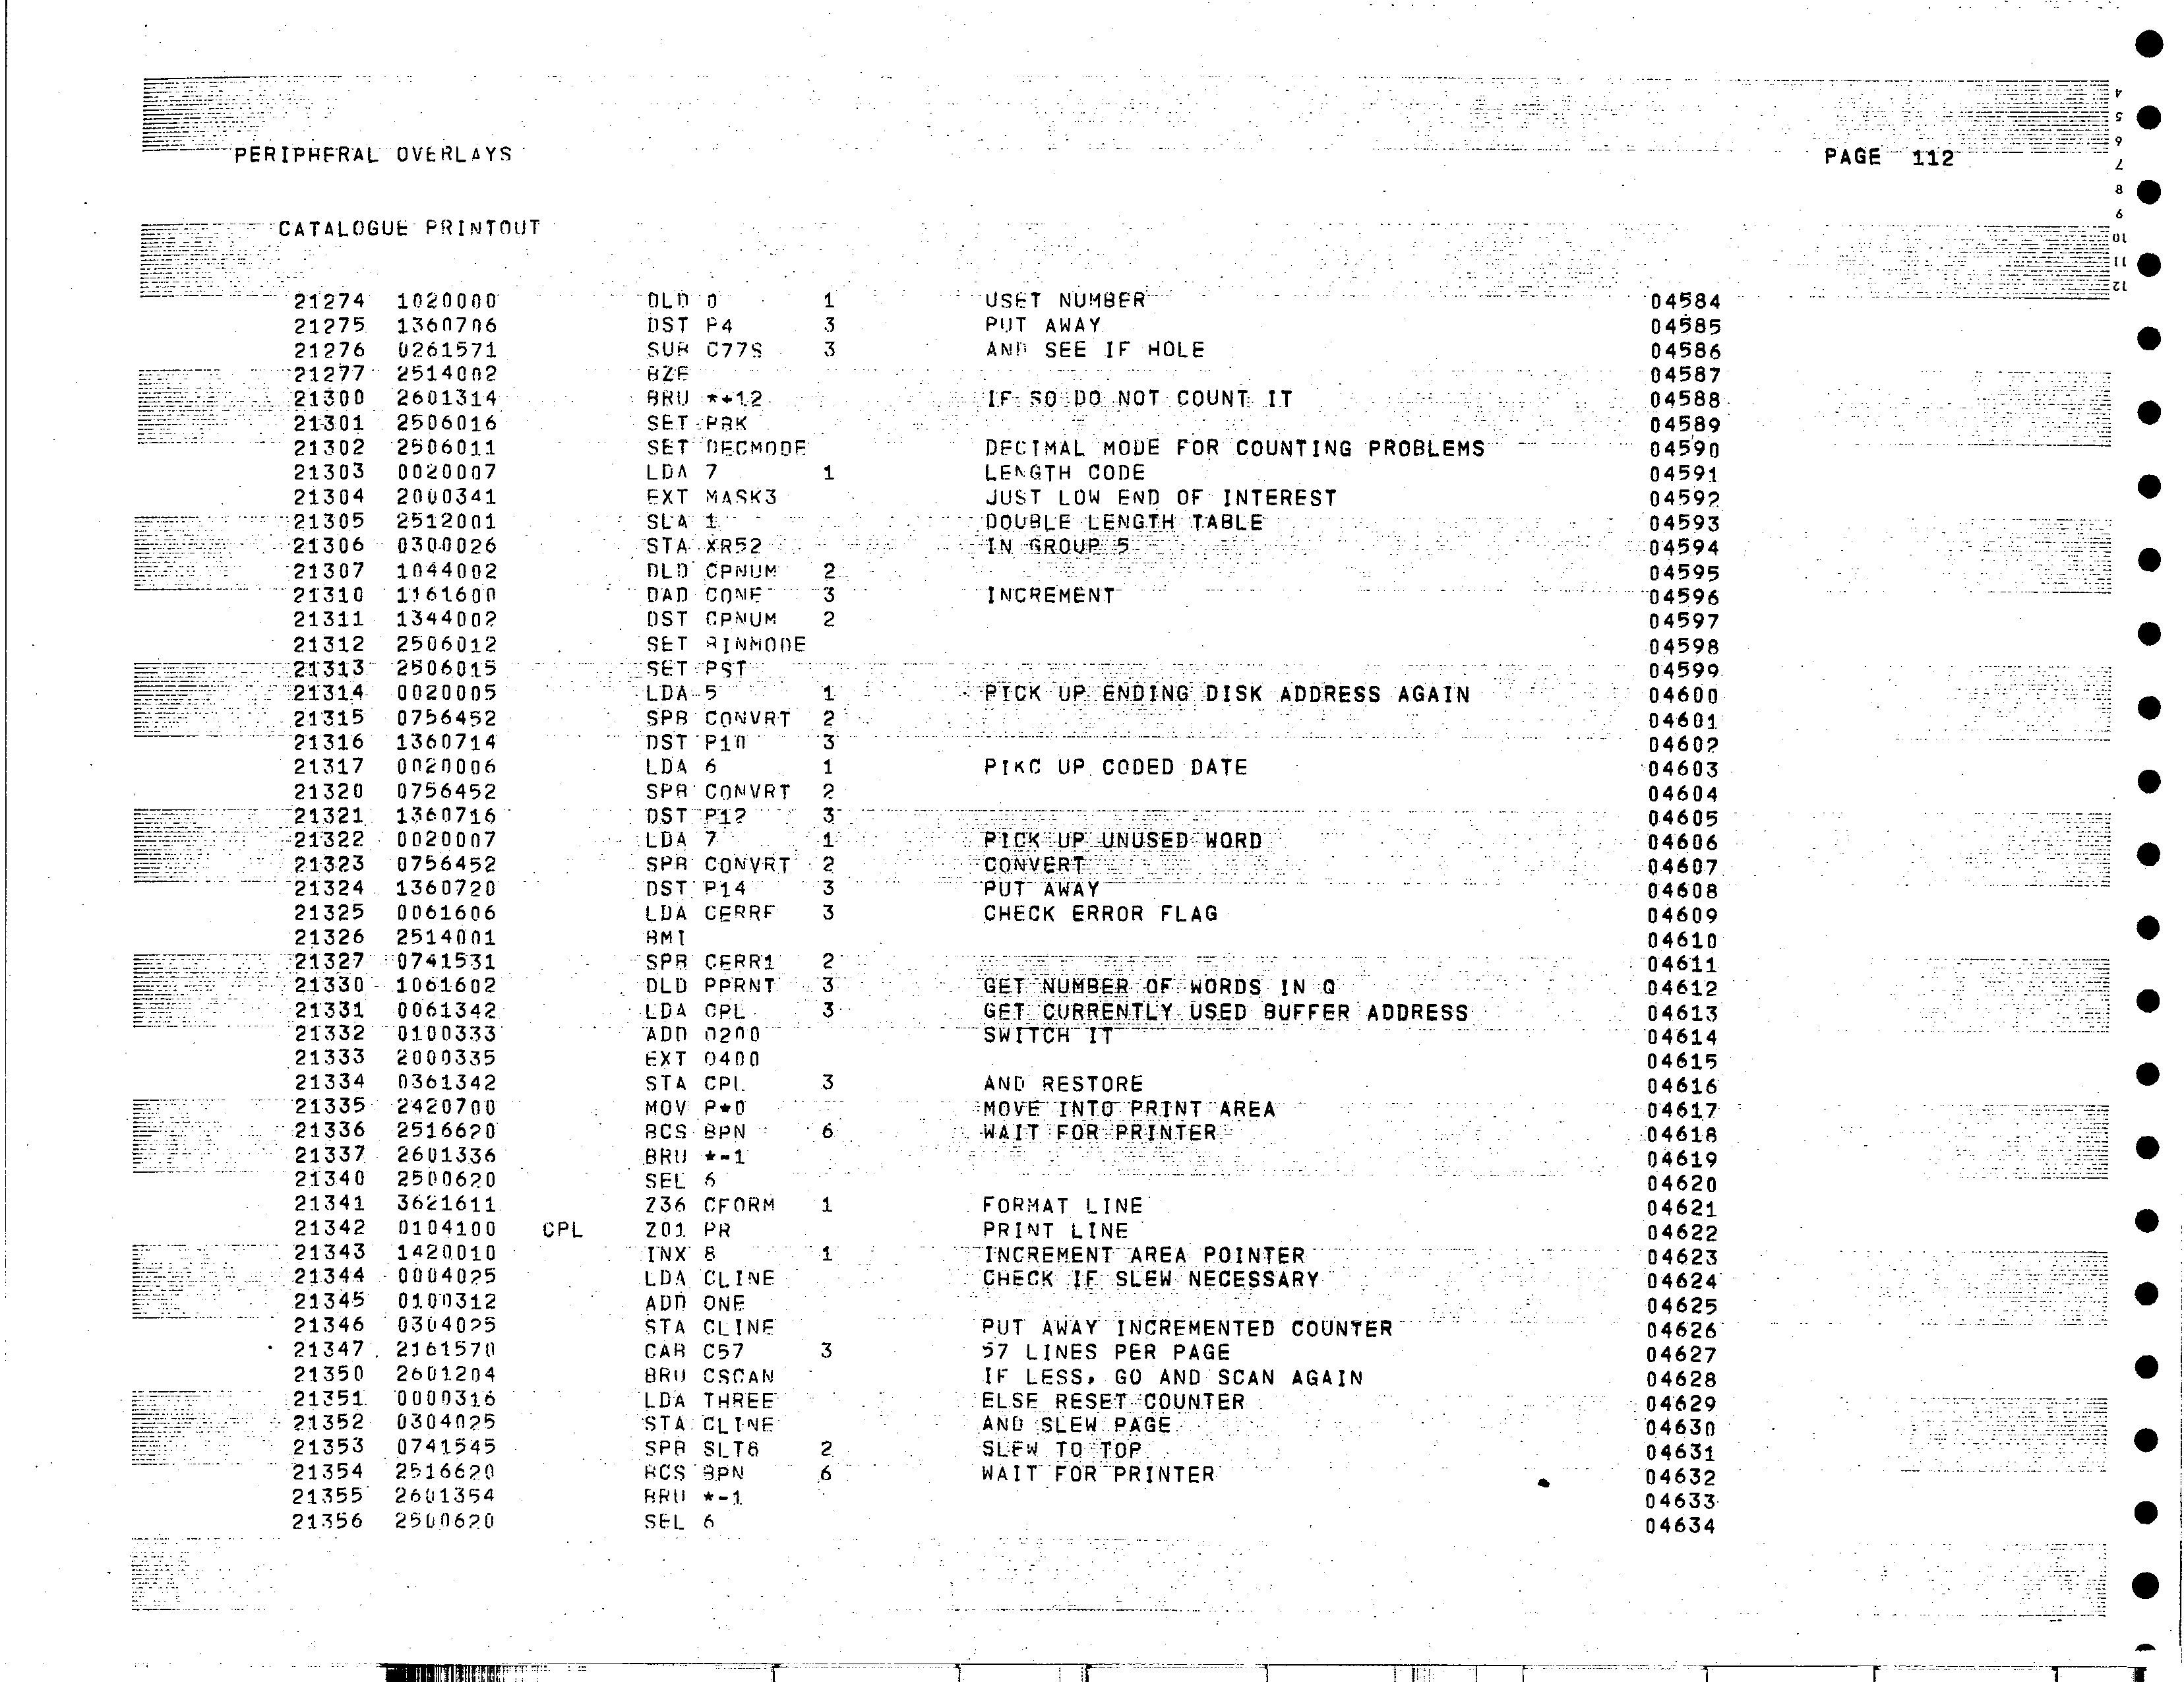 PERIPHERAL OVERLAYS PAGE 112
CATALOGUE PRINTOUT
21274 1020000 DLD 0 1 USET NUMBER 04584
21275 1360706 DST P4 3 PUT AWAY 04585
21276 0261571 SUB C77S 3 AND SEE IF HOLE 04586
21277 2514002 BZE 04587
21300 2601314 BRU *+12 IF SO DO NOT COUNT IT 04588
21301 2506016 SET PBK 04589
21302 2506011 SET DECMODE DECIMAL MODE FOR COUNTING PROBLEMS 04590
21303 0020007 LDA 7 1 LENGTH CODE 04591
21304 2000341 EXT MASK3 JUST LOW END OF INTEREST 04592
21305 2512001 SLA 1 DOUBLE LENGTH TABLE 04593
21306 0300026 STA XR52 IN GROUP 5 04594
21307 1044002 DLD CPNUM 2 04595
21310 1161600 DAD CONE 3 INCREMENT 04596
21311 1344002 DST CPNUM 2 04597
21312 2506012 SET BINMODE 04598
21313 2506015 SET PST 04599
21314 0020005 LDA 5 1 PICK UP ENDING DISK ADDRESS AGAIN 04600
21315 0756452 SPB CONVRT 2 04601
21316 1360714 DST P10 3 04602
21317 0020006 LDA 6 1 PIKC UP CODED DATE 04603
21320 0756452 SPB CONVRT 2 04604
21321 1360716 DST P12 3 04605
21322 0020007 LDA 7 1 PICK UP UNUSED WORD 04606
21323 0756452 SPB CONVRT 2 CONVERT 04607
21324 1360720 DST P14 3 PUT AWAY 04608
21325 0061606 LDA CERRF 3 CHECK ERROR FLAG 04609
21326 2514001 BMI 04610
21327 0741531 SPB CERR1 2 04611
21330 1061602 DLD PPRNT 3 GET NUMBER OF WORDS IN Q 04612
21331 0061342 LDA CPL 3 GET CURRENTLY USED BUFFER ADDRESS 04613
21332 0100333 ADD O200 SWITCH IT 04614
21333 2000335 EXT O400 04615
21334 0361342 STA CPL 3 AND RESTORE 04616
21335 2420700 MOV P*0 MOVE INTO PRINT AREA 04617
21336 2516620 BCS BPN 6 WAIT FOR PRINTER 04618
21337 2601336 BRU *-1 04619
21340 2500620 SEL 6 04620
21341 3621611 Z36 CFORM 1 FORMAT LINE 04621
21342 0104100 CPL Z01 PR PRINT LINE 04622
21343 1420010 INX 8 1 INCREMENT AREA POINTER 04623
21344 0004025 LDA CLINE CHECK IF SLEW NECESSARY 04624
21345 0100312 ADD ONE 04625
21346 0304025 STA CLINE PUT AWAY INCREMENTED COUNTER 04626
21347 2161570 CAB C57 3 57 LINES PER PAGE 04627
21350 2601204 BRU CSCAN IF LESS, GO AND SCAN AGAIN 04628
21351 0000316 LDA THREE ELSE RESET COUNTER 04629
21352 0304025 STA CLINE AND SLEW PAGE 04630
21353 0741545 SPB SLT6 2 SLEW TO TOP 04631
21354 2516620 BCS BPN 6 WAIT FOR PRINTER 04632
21355 2601354 BRU *-1 04633
21356 2500620 SEL 6 04634
4
5
6
7
8
9
10
11
12